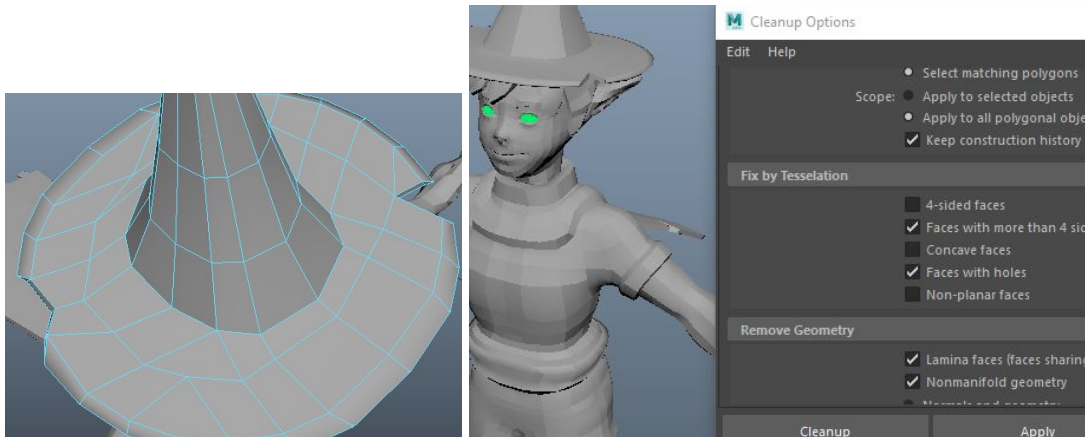 Cleanup Options
Edit Help
Select matching polygons
Scope: Apply to selected objects
Apply to all polygonal obje
Keep construction history
Fix by Tesselation
4-sided faces
Faces with more than 4 sid
Concave faces
Faces with holes
Non-planar faces
Remove Geometry
Lamina faces (faces sharing
Nonmanifold geometry
Cleanup Apply